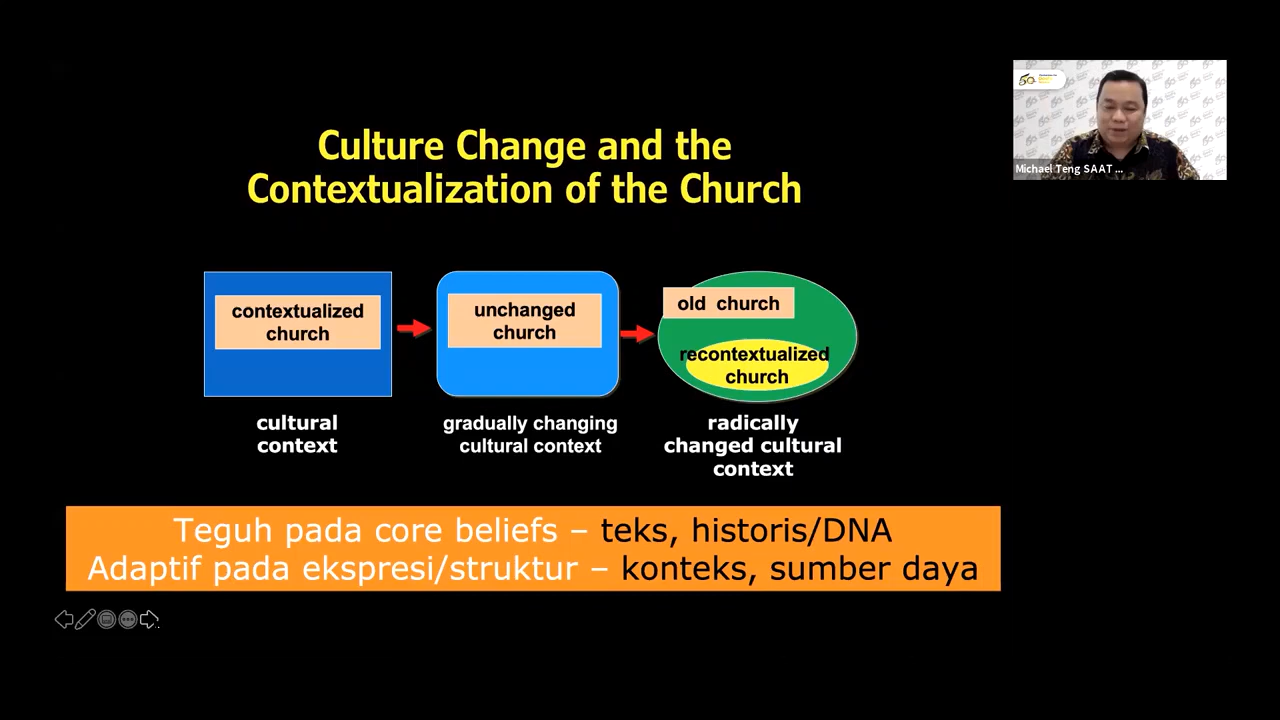 Culture Change and the
Contextualization of the Church
contextualized
church
unchanged
church
old church
recontextualized
church
cultural
context
gradually changing
cultural context
radically
changed cultural
context
Teguh pada core beliefs – teks, historis/DNA
Adaptif pada ekspresi/struktur – konteks, sumber daya
50
Michael Teng SAAT ...